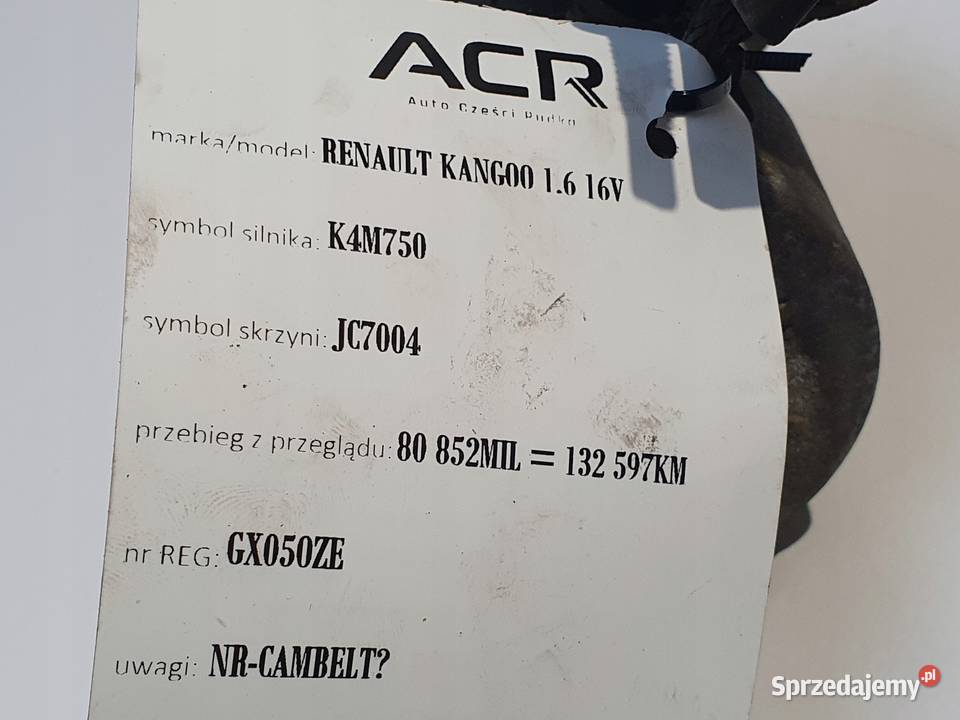 ACR
Auto Części Rudka
marka/model: RENAULT KANGOO 1.6 16V
symbol silnika: K4M750
symbol skrzyni: JC7004
przebieg z przeglądu: 80 852MIL = 132 597KM
nr REG: GX050ZE
uwagi: NR-CAMBELT?
Sprzedajemy.pl